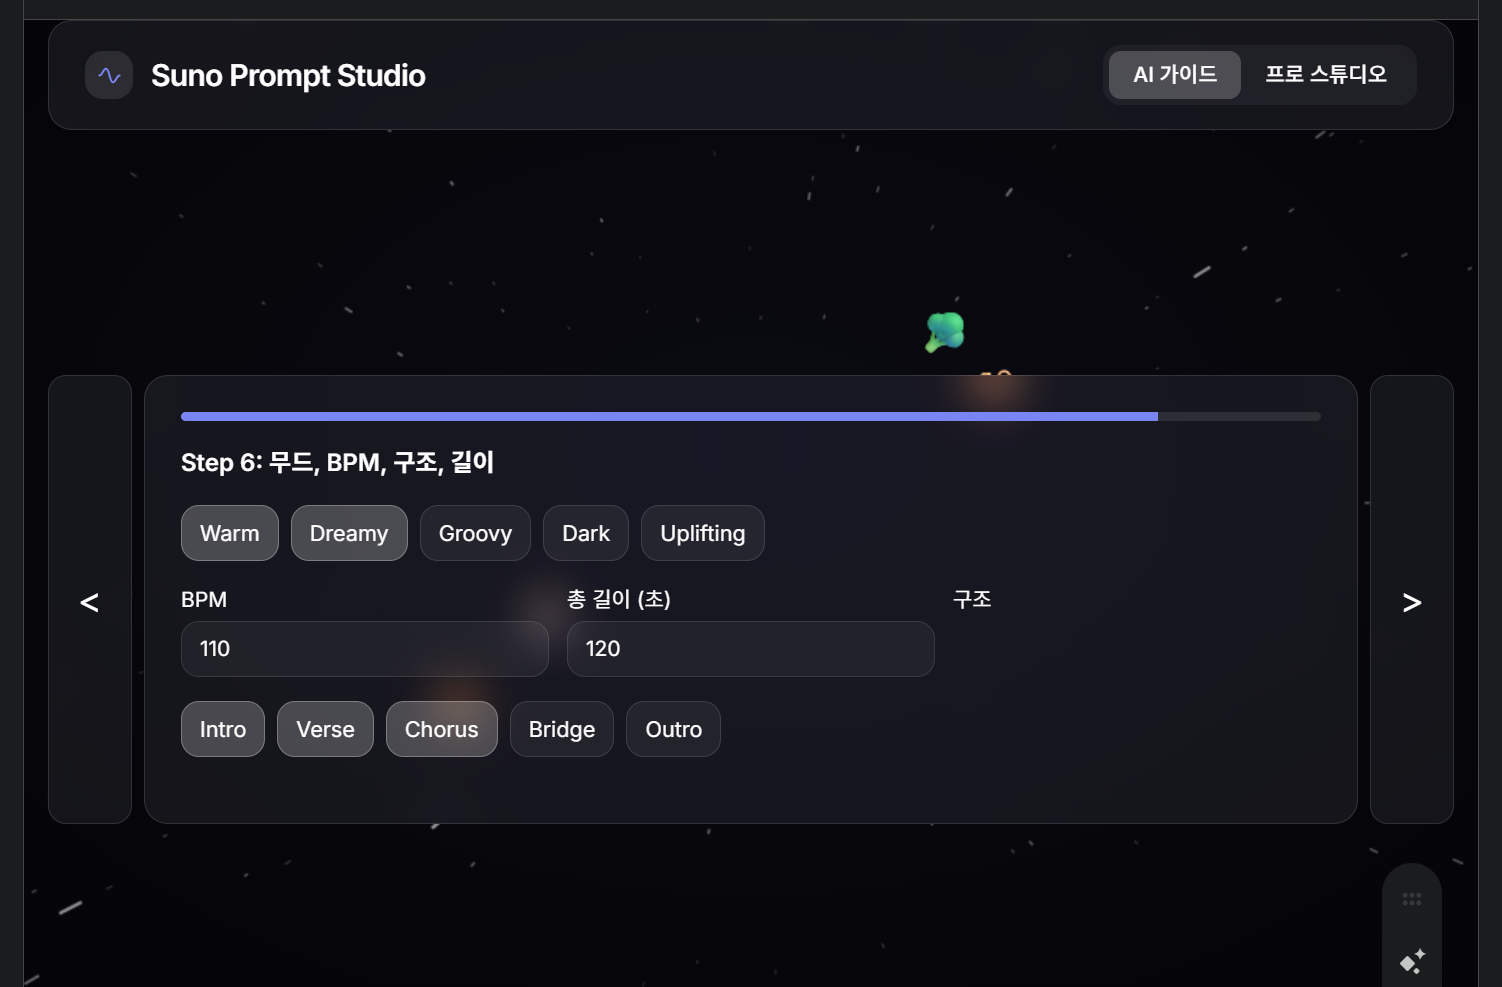 Suno Prompt Studio
AI 가이드
프로 스튜디오
Step 6: 무드, BPM, 구조, 길이
Warm Dreamy Groovy Dark Uplifting
BPM
총 길이 (초)
구조
<
110
120
>
Intro Verse Chorus Bridge Outro